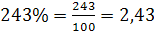 243% = 243/100 = 2,43